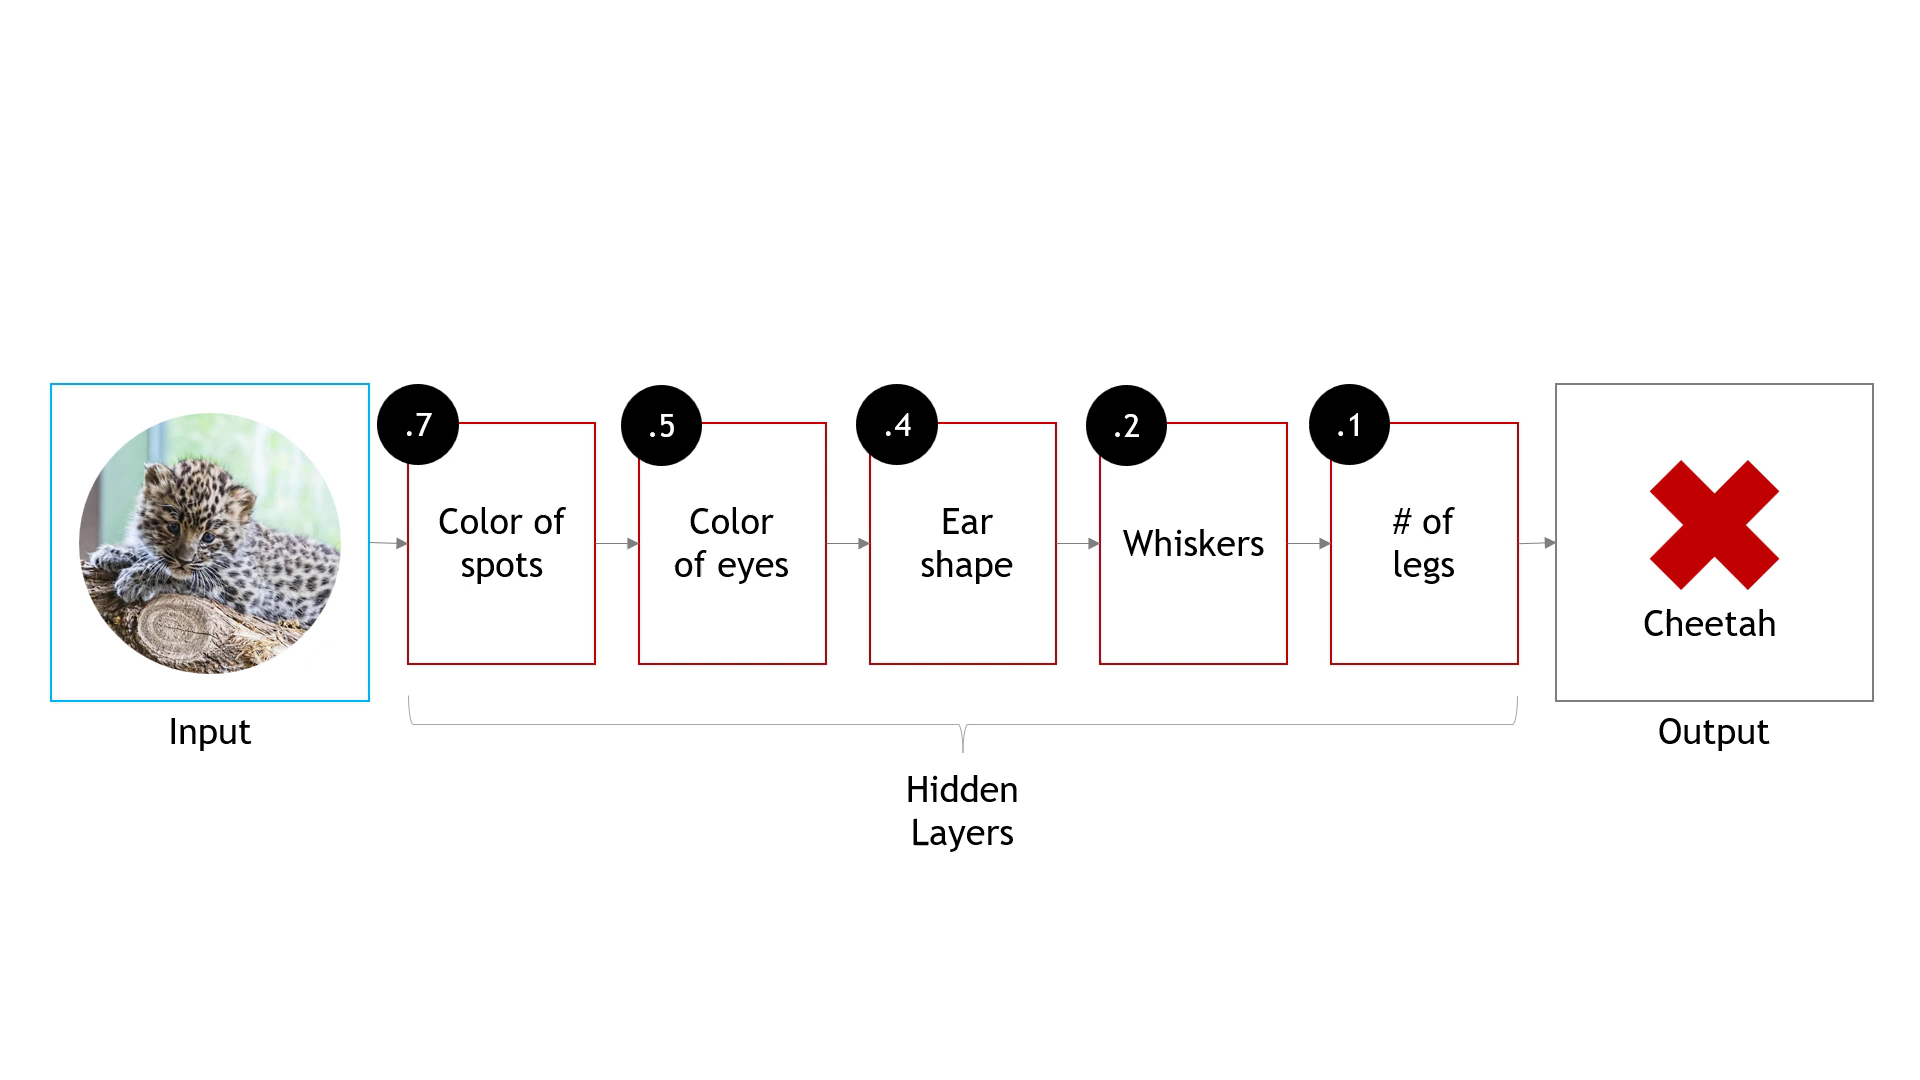 .7
.5
.4
.2
.1
Color of
spots
Color
of eyes
Ear
shape
Whiskers
# of
legs
Cheetah
Input
Output
Hidden
Layers